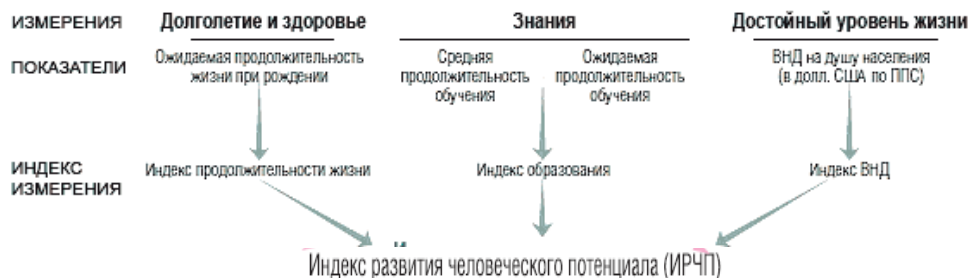 ИЗМЕРЕНИЯ Долголетие и здоровье Знания Достойный уровень жизни
ПОКАЗАТЕЛИ
Ожидаемая продолжительность
жизни при рождении
Средняя
продолжительность
обучения
Ожидаемая
продолжительность
обучения
ВНД на душу населения
(в долл. США по ППС)
ИНДЕКС
ИЗМЕРЕНИЯ
Индекс продолжительности жизни
Индекс образования
Индекс ВНД
Индекс развития человеческого потенциала (ИРЧП)